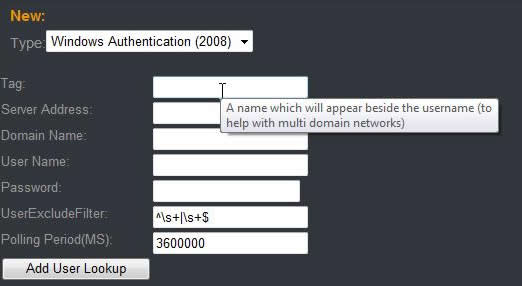 New:
Type: Windows Authentication (2008)
Tag:
A name which will appear beside the username (to
help with multi domain networks)
Server Address:
Domain Name:
User Name:
Password:
UserExcludeFilter: ^\s+|\s+$
Polling Period(MS): 3600000
Add User Lookup